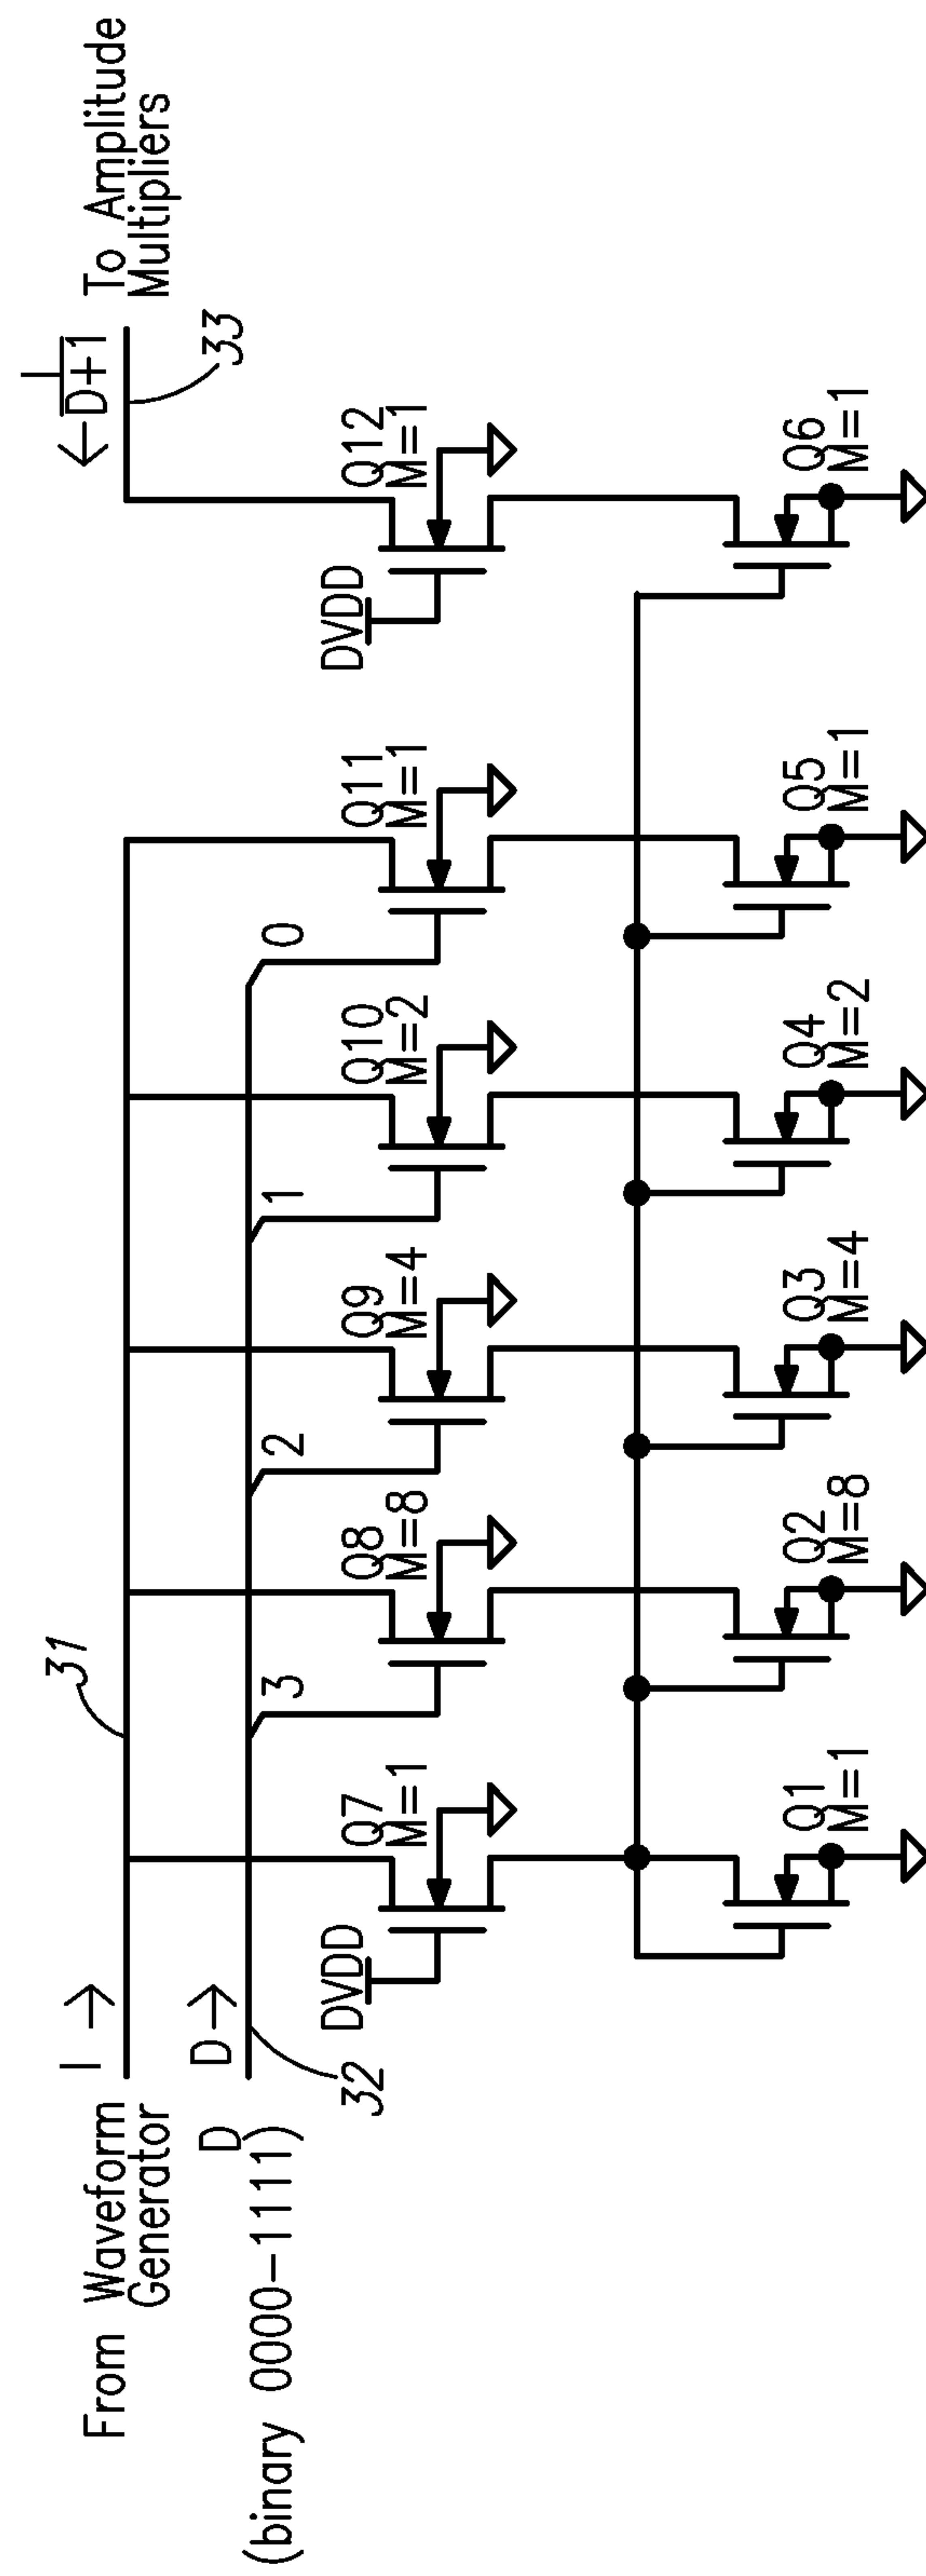 From Waveform
Generator
I →
31
I
← D+1
To Amplitude
Multipliers
33
D
(binary 0000-1111)
D →
32
DVDD
Q7
M=1
3
Q8
M=8
2
Q9
M=4
1
Q10
M=2
0
Q11
M=1
DVDD
Q12
M=1
Q1
M=1
Q2
M=8
Q3
M=4
Q4
M=2
Q5
M=1
Q6
M=1